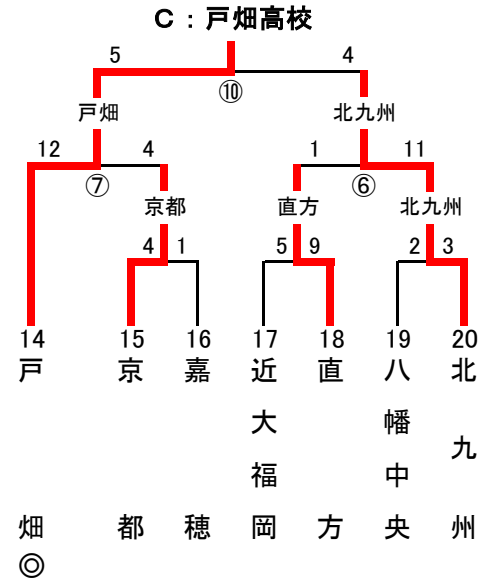 C：戸畑高校
5 4
⑩
戸畑 北九州
12 4 1 11
⑦ ⑥
京都 直方 北九州
4 1 5 9 2 3
14 15 16 17 18 19 20
戸畑◎
京都
嘉穂
近大福岡
直方
八幡中央
北九州